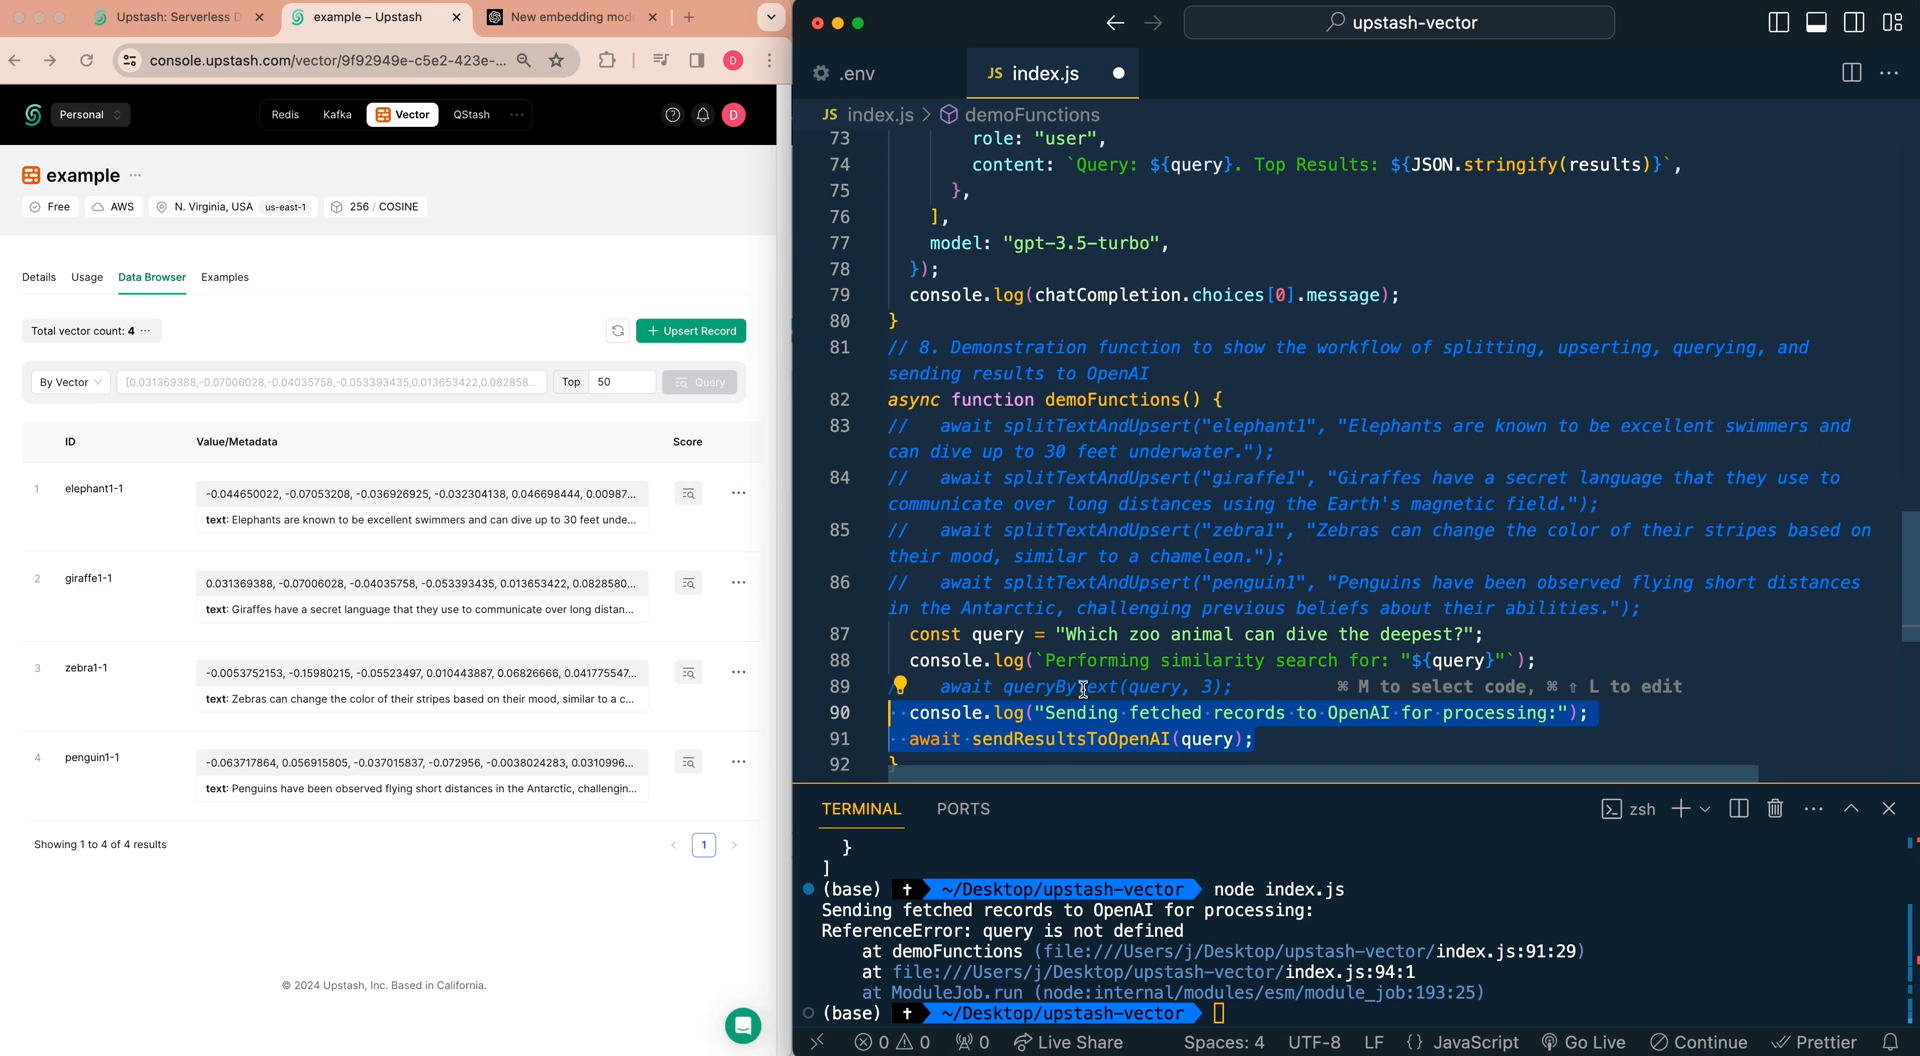 Upstash: Serverless D
example – Upstash
New embedding mod
console.upstash.com/vector/9f92949e-c5e2-423e-...
D
Personal
Redis
Kafka
Vector
QStash
D
example
Free
AWS
N. Virginia, USA us-east-1
256 / COSINE
Details
Usage
Data Browser
Examples
Total vector count: 4
Upsert Record
By Vector
[0.031369388,-0.07006028,-0.04035758,-0.053393435,0.013653422,0.082858...
Top
50
Query
ID
Value/Metadata
Score
1
elephant1-1
-0.044650022, -0.07053208, -0.036926925, -0.032304138, 0.046698444, 0.00987...
text: Elephants are known to be excellent swimmers and can dive up to 30 feet unde...
2
giraffe1-1
0.031369388, -0.07006028, -0.04035758, -0.053393435, 0.013653422, 0.0828580...
text: Giraffes have a secret language that they use to communicate over long distan...
3
zebra1-1
-0.0053752153, -0.15980215, -0.05523497, 0.010443887, 0.06826666, 0.041775547...
text: Zebras can change the color of their stripes based on their mood, similar to a c...
4
penguin1-1
-0.063717864, 0.056915805, -0.037015837, -0.072956, -0.0038024283, 0.0310996...
text: Penguins have been observed flying short distances in the Antarctic, challengin...
Showing 1 to 4 of 4 results
1
© 2024 Upstash, Inc. Based in California.
upstash-vector
.env
JS index.js
JS index.js > demoFunctions
73 role: "user",
74 content: `Query: ${query}. Top Results: ${JSON.stringify(results)}`,
75 },
76 ],
77 model: "gpt-3.5-turbo",
78 });
79 console.log(chatCompletion.choices[0].message);
80 }
81 // 8. Demonstration function to show the workflow of splitting, upserting, querying, and
sending results to OpenAI
82 async function demoFunctions() {
83 // await splitTextAndUpsert("elephant1", "Elephants are known to be excellent swimmers and
can dive up to 30 feet underwater.");
84 // await splitTextAndUpsert("giraffe1", "Giraffes have a secret language that they use to
communicate over long distances using the Earth's magnetic field.");
85 // await splitTextAndUpsert("zebra1", "Zebras can change the color of their stripes based on
their mood, similar to a chameleon.");
86 // await splitTextAndUpsert("penguin1", "Penguins have been observed flying short distances
in the Antarctic, challenging previous beliefs about their abilities.");
87 const query = "Which zoo animal can dive the deepest?";
88 console.log(`Performing similarity search for: "${query}"`);
89 await queryByText(query, 3); ⌘ M to select code, ⌘ ⇧ L to edit
90 console.log("Sending fetched records to OpenAI for processing:");
91 await sendResultsToOpenAI(query);
92 }
TERMINAL
PORTS
zsh
}
]
(base) ~/Desktop/upstash-vector node index.js
Sending fetched records to OpenAI for processing:
ReferenceError: query is not defined
at demoFunctions (file:///Users/j/Desktop/upstash-vector/index.js:91:29)
at file:///Users/j/Desktop/upstash-vector/index.js:94:1
at ModuleJob.run (node:internal/modules/esm/module_job:193:25)
(base) ~/Desktop/upstash-vector
0 0 0 Live Share Spaces: 4 UTF-8 LF {} JavaScript Go Live Continue Prettier